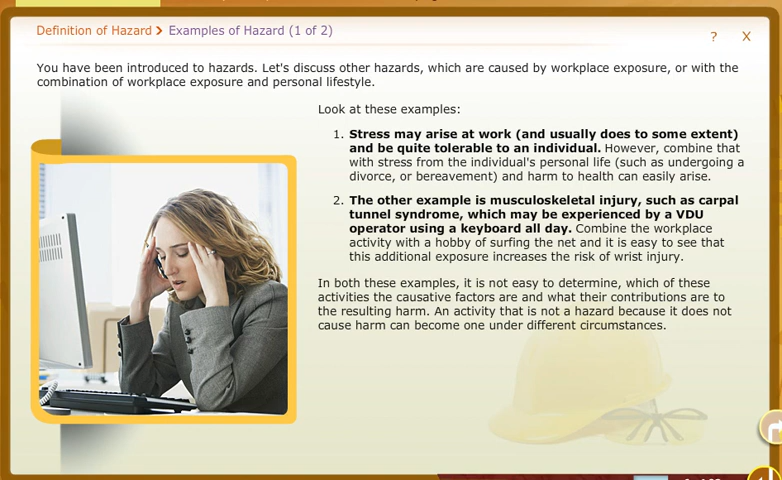 Definition of Hazard > Examples of Hazard (1 of 2)
? X
You have been introduced to hazards. Let's discuss other hazards, which are caused by workplace exposure, or with the
combination of workplace exposure and personal lifestyle.
Look at these examples:
1. Stress may arise at work (and usually does to some extent)
and be quite tolerable to an individual. However, combine that
with stress from the individual's personal life (such as undergoing a
divorce, or bereavement) and harm to health can easily arise.
2. The other example is musculoskeletal injury, such as carpal
tunnel syndrome, which may be experienced by a VDU
operator using a keyboard all day. Combine the workplace
activity with a hobby of surfing the net and it is easy to see that
this additional exposure increases the risk of wrist injury.
In both these examples, it is not easy to determine, which of these
activities the causative factors are and what their contributions are to
the resulting harm. An activity that is not a hazard because it does not
cause harm can become one under different circumstances.